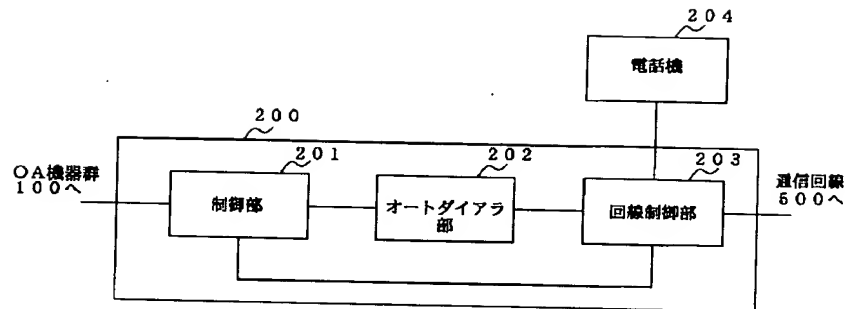 204
電話機
200
201
202
203
OA機器群
100へ
制御部
オートダイアラ
部
回線制御部
通信回線
500へ